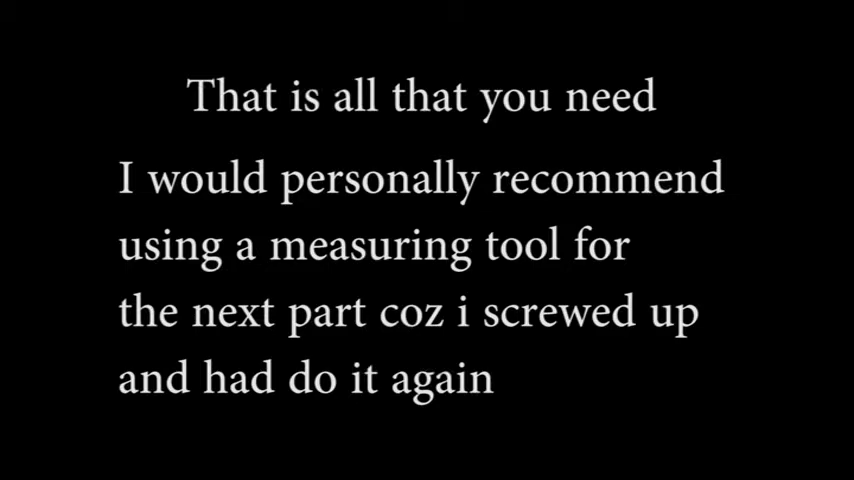 That is all that you need
I would personally recommend
using a measuring tool for
the next part coz i screwed up
and had do it again